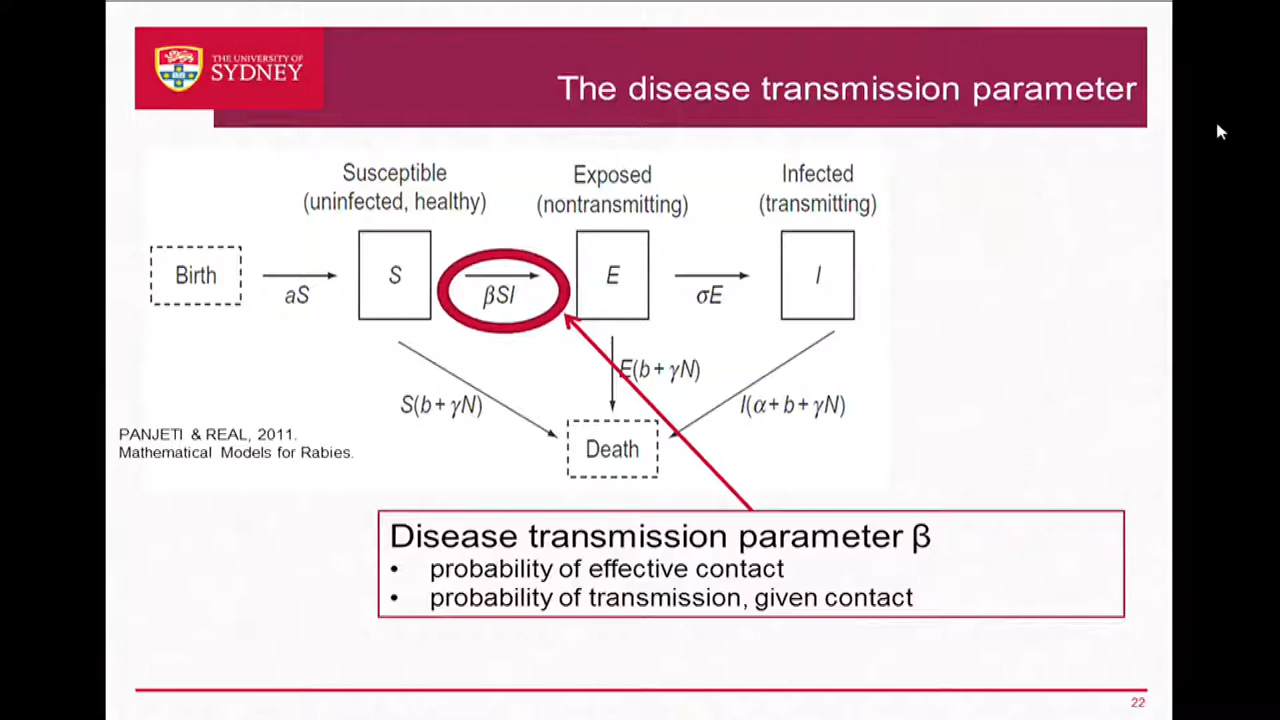 THE UNIVERSITY OF
SYDNEY
The disease transmission parameter
Susceptible
(uninfected, healthy)
Exposed
(nontransmitting)
Infected
(transmitting)
Birth
aS
S
βSI
E
σE
I
S(b + γN)
E(b + γN)
I(α + b + γN)
Death
PANJETI & REAL, 2011.
Mathematical Models for Rabies.
Disease transmission parameter β
• probability of effective contact
• probability of transmission, given contact
22